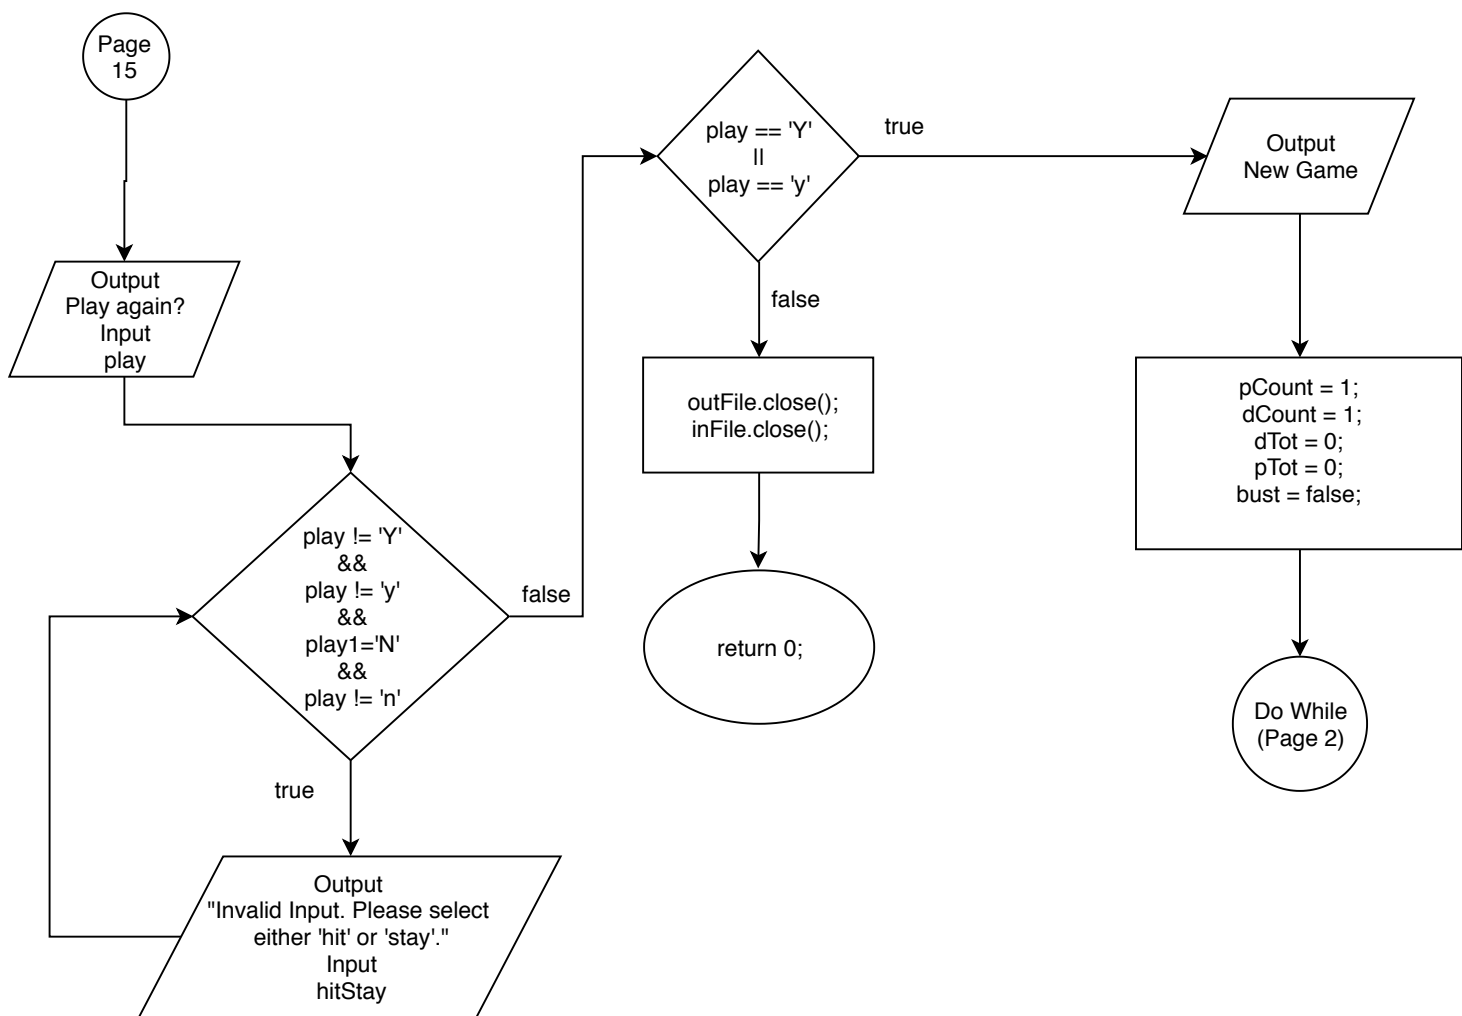 Page
15
Output
Play again?
Input
play
play != 'Y'
&&
play != 'y'
&&
play1='N'
&&
play != 'n'
false
true
Output
"Invalid Input. Please select
either 'hit' or 'stay'."
Input
hitStay
play == 'Y'
||
play == 'y'
true
false
outFile.close();
inFile.close();
return 0;
Output
New Game
pCount = 1;
dCount = 1;
dTot = 0;
pTot = 0;
bust = false;
Do While
(Page 2)